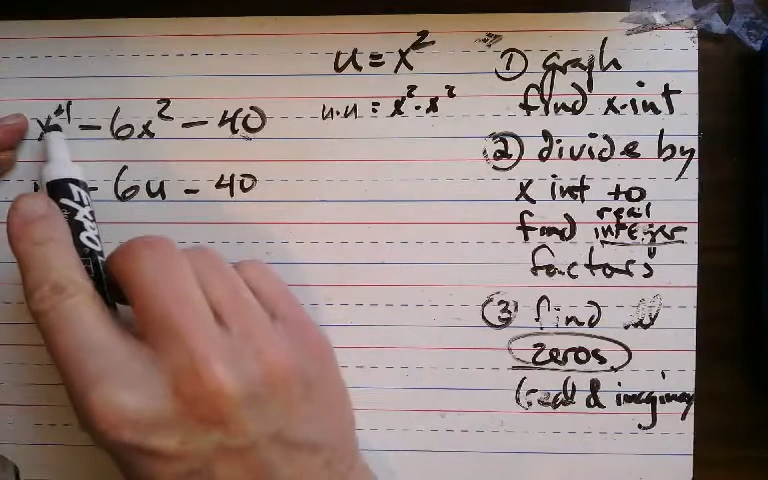 x⁴ - 6x² - 40
- 6u - 40
u = x²
u·u = x²·x²
① graph
find x-int
② divide by
x int to
find real
integer
factors
③ find
zeros
(real & imaginary
EXPO